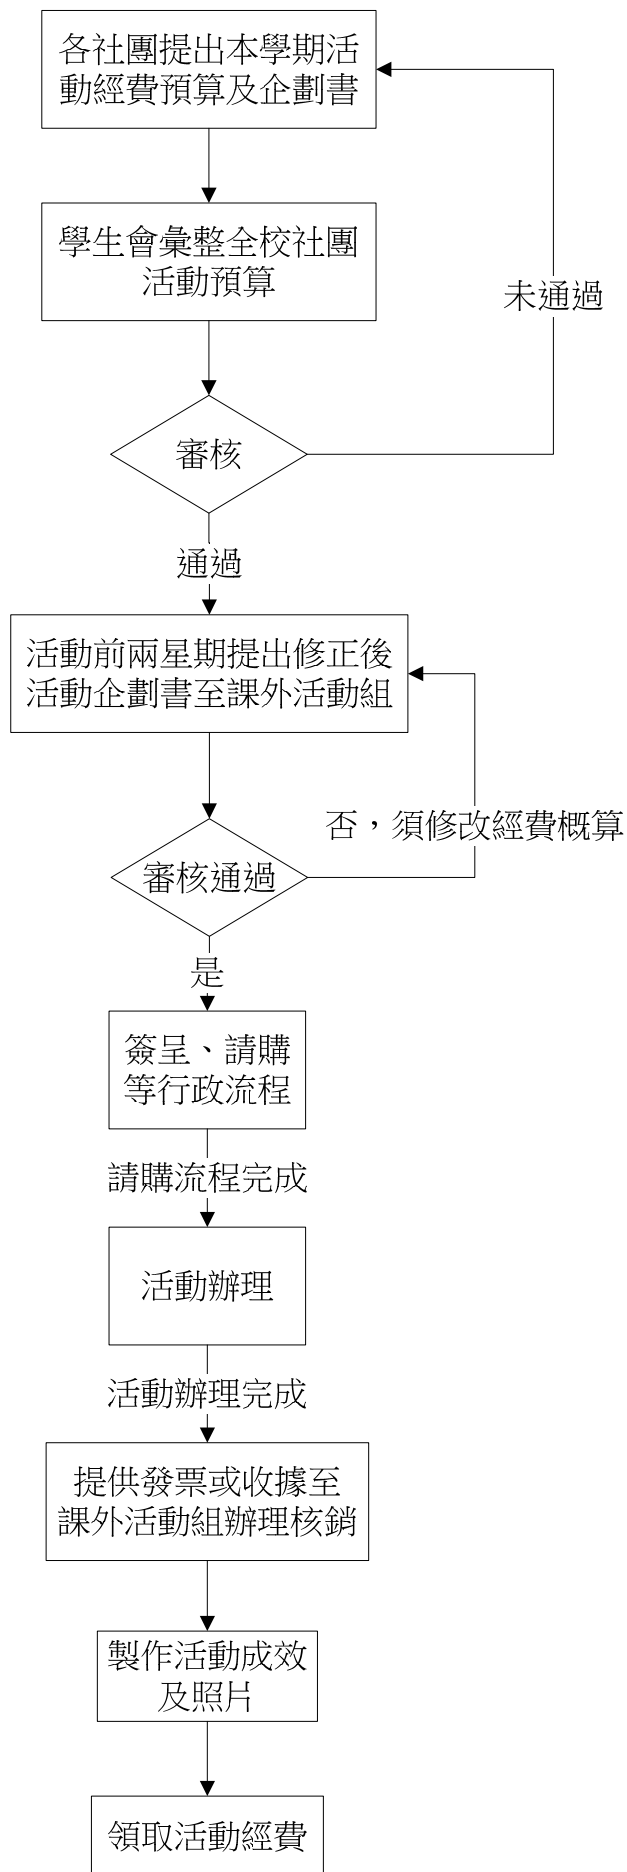 各社團提出本學期活
動經費預算及企劃書
學生會彙整全校社團
活動預算
未通過
審核
通過
活動前兩星期提出修正後
活動企劃書至課外活動組
否，須修改經費概算
審核通過
是
簽呈、請購
等行政流程
請購流程完成
活動辦理
活動辦理完成
提供發票或收據至
課外活動組辦理核銷
製作活動成效
及照片
領取活動經費